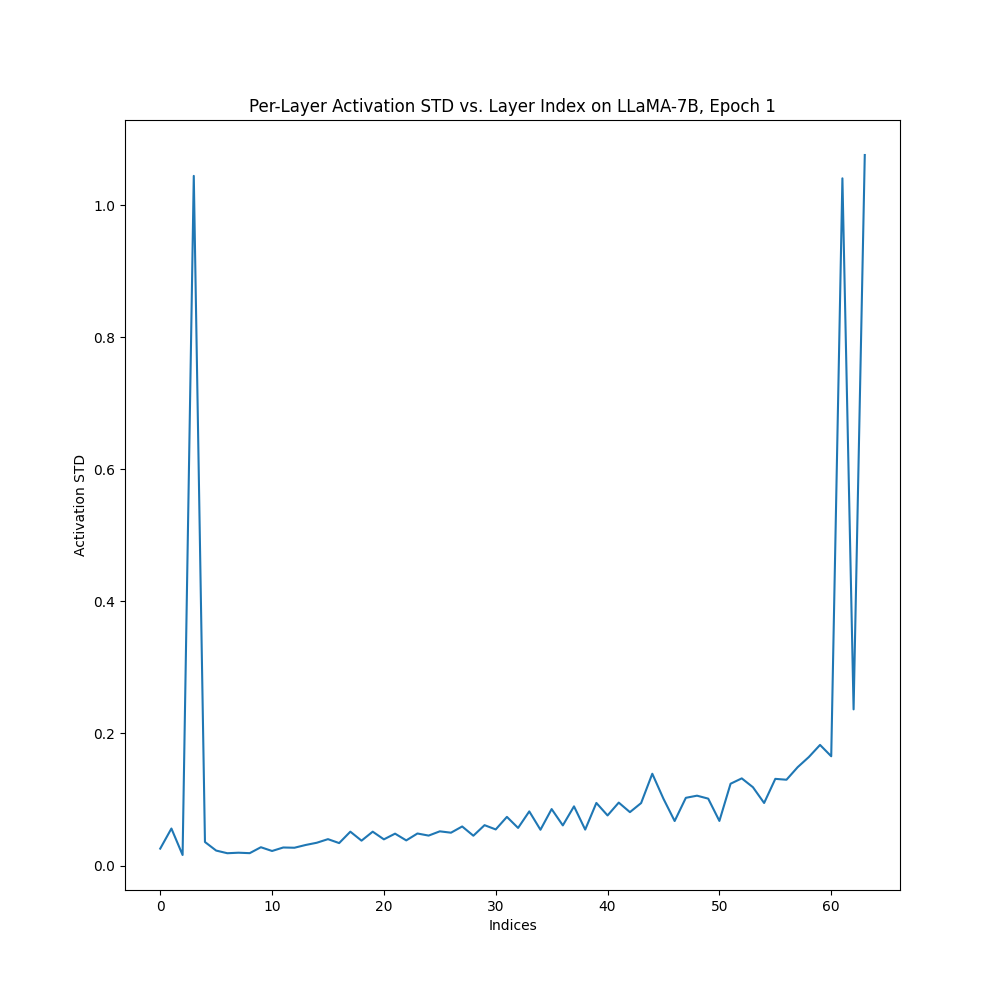 Per-Layer Activation STD vs. Layer Index on LLaMA-7B, Epoch 1
1.0
0.8
0.6
0.4
0.2
0.0
Activation STD
0 10 20 30 40 50 60
Indices